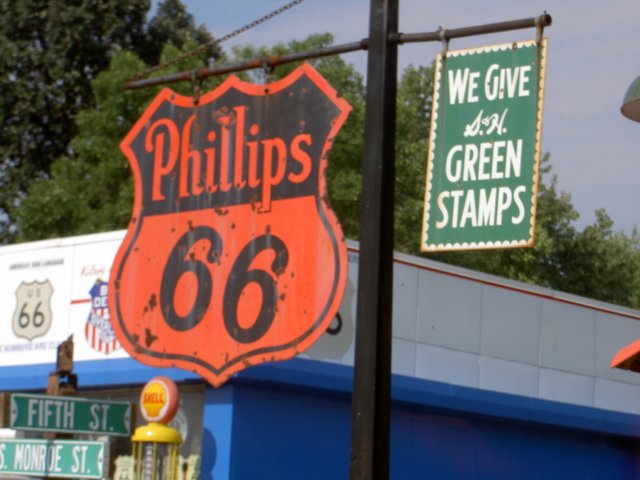 Phillips
66
WE GIVE
S&H
GREEN
STAMPS
U S
66
SHELL
FIFTH ST.
S. MONROE ST.